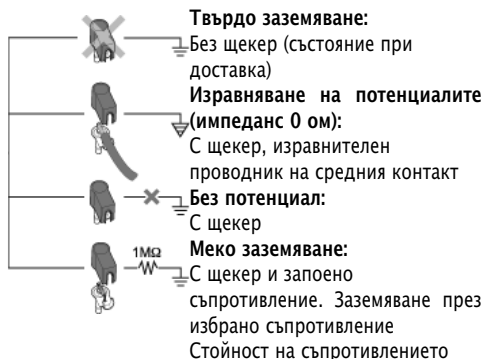 Твърдо заземяване:
Без щекер (състояние при
доставка)
Изравняване на потенциалите
(импеданс 0 ом):
С щекер, изравнителен
проводник на средния контакт
Без потенциал:
С щекер
Меко заземяване:
1MΩ
С щекер и запоено
съпротивление. Заземяване през
избрано съпротивление
Стойност на съпротивлението